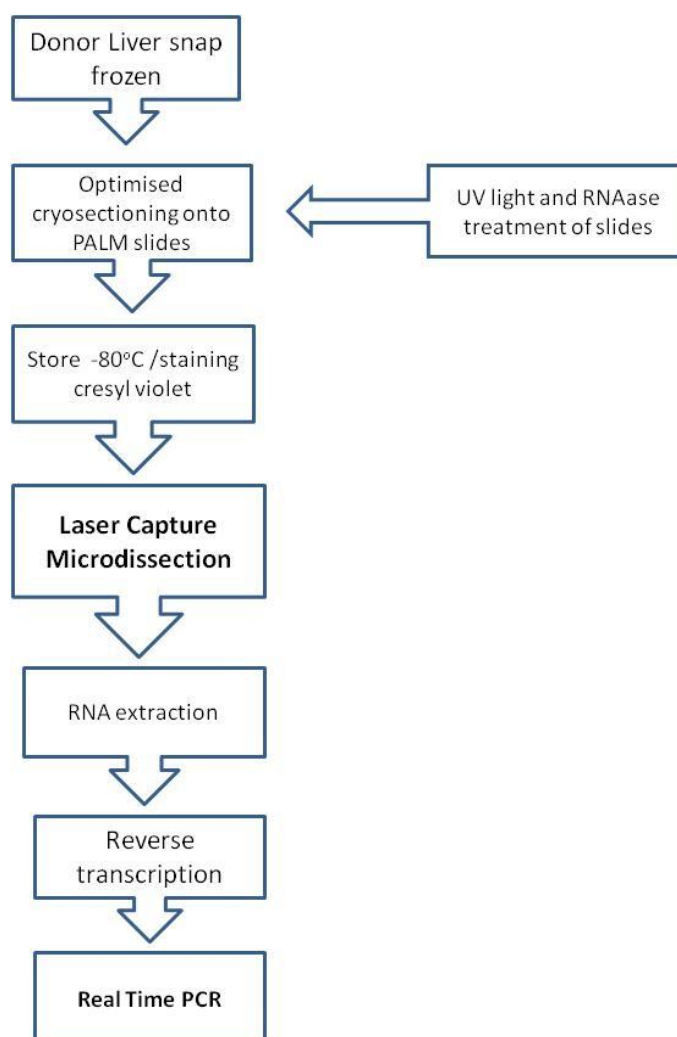 Donor Liver snap
frozen
Optimised
cryosectioning onto
PALM slides
UV light and RNAase
treatment of slides
Store -80°C /staining
cresyl violet
Laser Capture
Microdissection
RNA extraction
Reverse
transcription
Real Time PCR